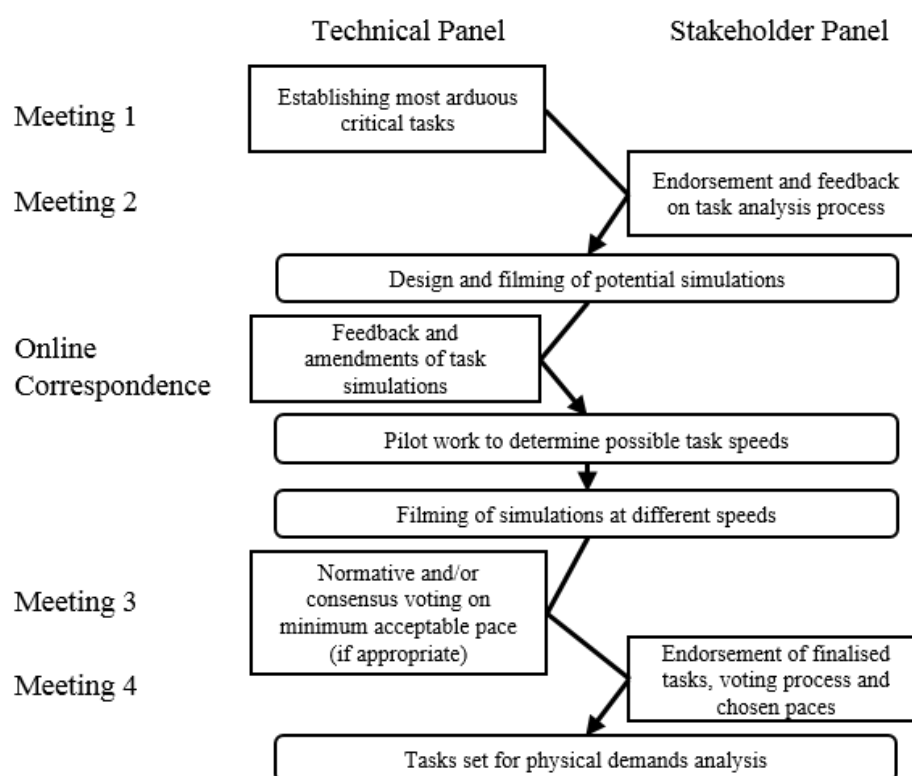 Technical Panel
Stakeholder Panel
Meeting 1
Establishing most arduous
critical tasks
Meeting 2
Endorsement and feedback
on task analysis process
Design and filming of potential simulations
Online
Correspondence
Feedback and
amendments of task
simulations
Pilot work to determine possible task speeds
Filming of simulations at different speeds
Meeting 3
Normative and/or
consensus voting on
minimum acceptable pace
(if appropriate)
Meeting 4
Endorsement of finalised
tasks, voting process and
chosen paces
Tasks set for physical demands analysis